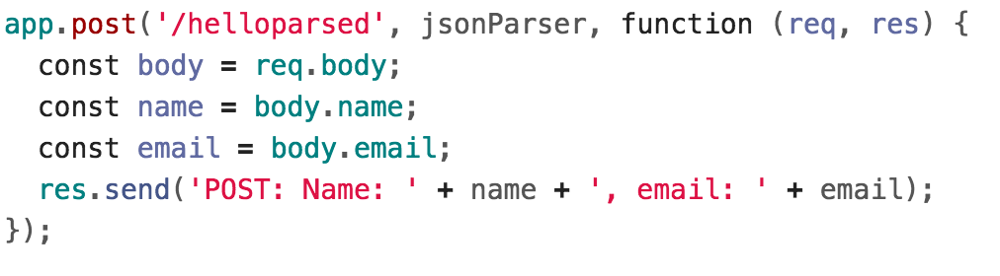 app.post('/helloparsed', jsonParser, function (req, res) {
  const body = req.body;
  const name = body.name;
  const email = body.email;
  res.send('POST: Name: ' + name + ', email: ' + email);
});